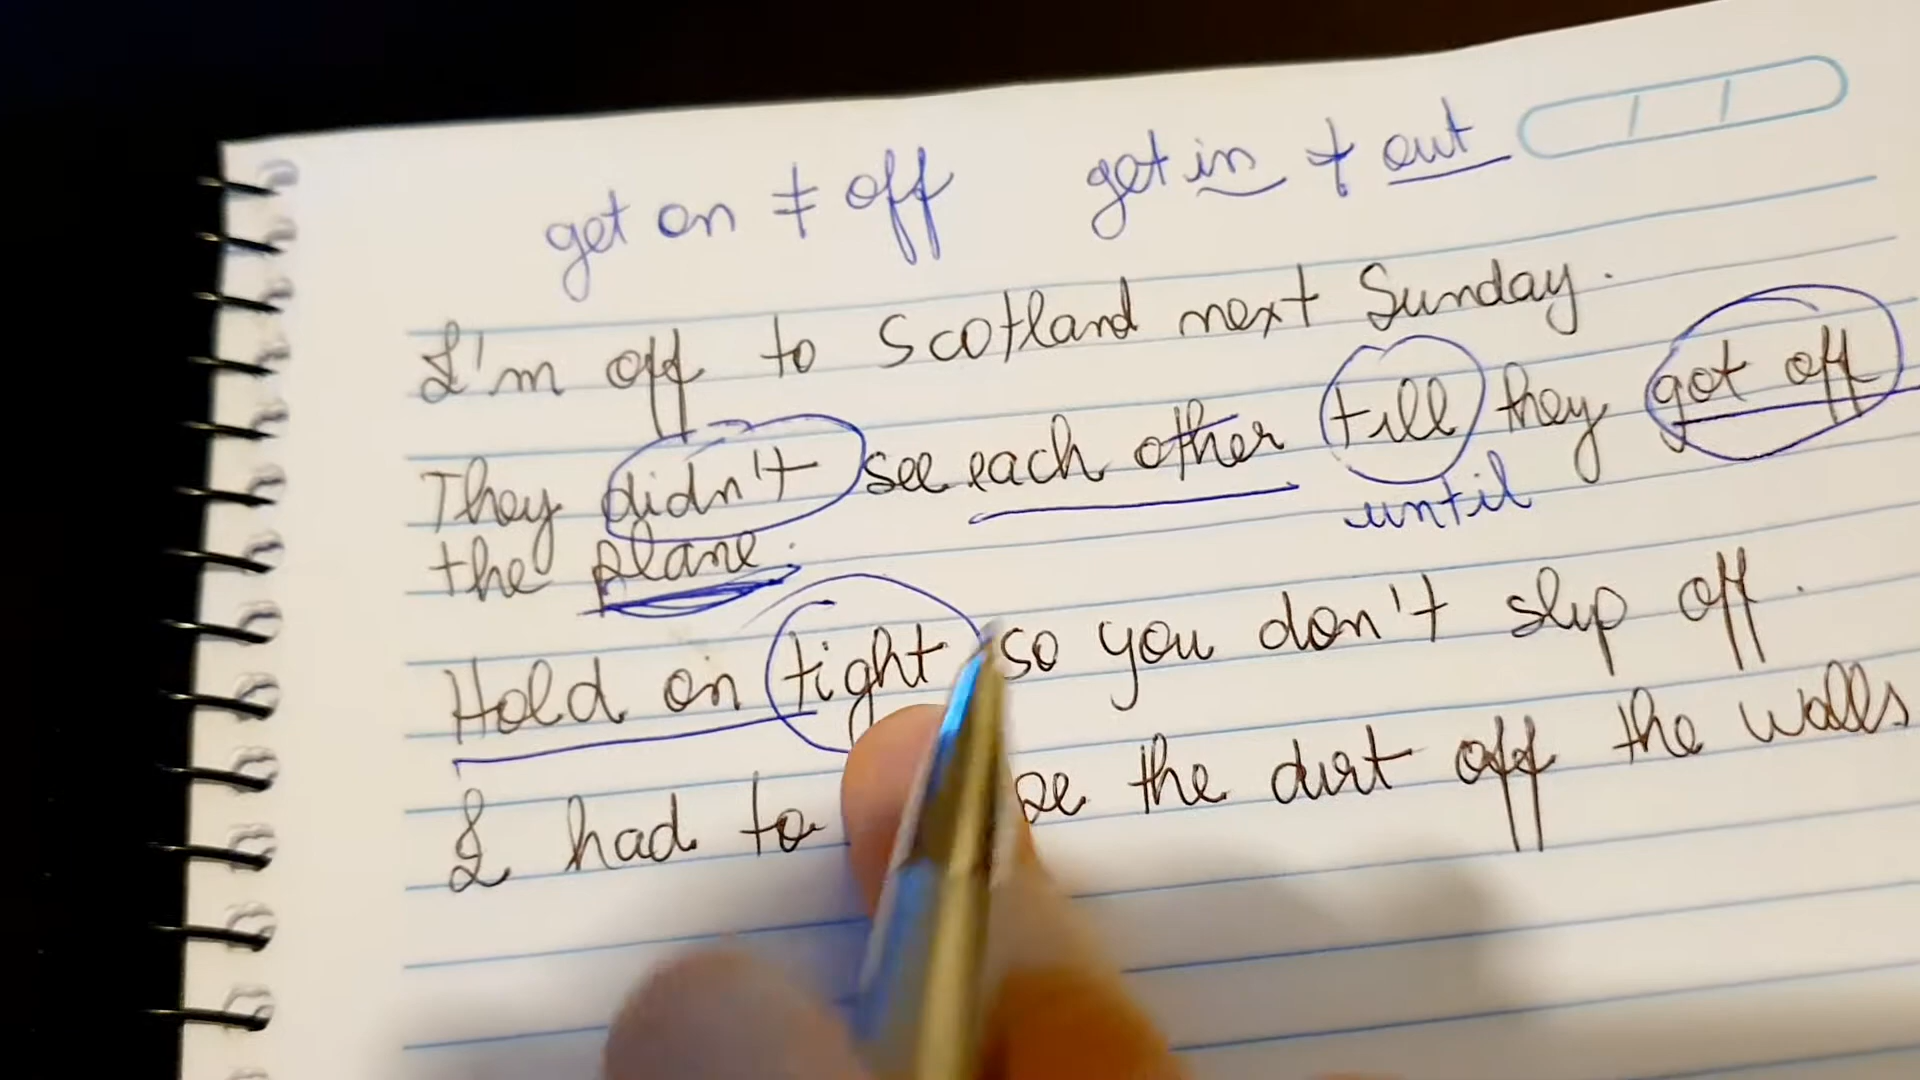 get on ≠ off get in ≠ out
I'm off to Scotland next Sunday.
They didn't see each other till they got off
until
the plane.
Hold on tight so you don't slip off.
I had to the dirt off the walls